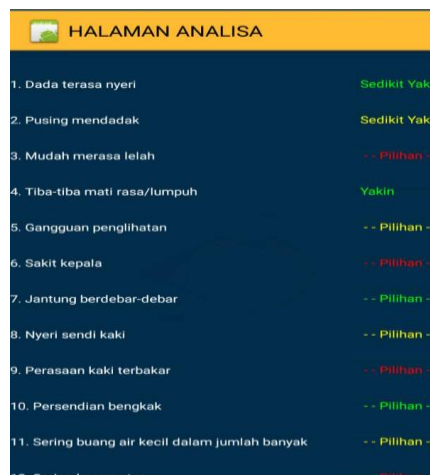 HALAMAN ANALISA
1. Dada terasa nyeri Sedikit Yak
2. Pusing mendadak Sedikit Yak
3. Mudah merasa lelah - - Pilihan -
4. Tiba-tiba mati rasa/lumpuh Yakin
5. Gangguan penglihatan - - Pilihan -
6. Sakit kepala - - Pilihan -
7. Jantung berdebar-debar - - Pilihan -
8. Nyeri sendi kaki - - Pilihan -
9. Perasaan kaki terbakar - - Pilihan -
10. Persendian bengkak - - Pilihan -
11. Sering buang air kecil dalam jumlah banyak - - Pilihan -